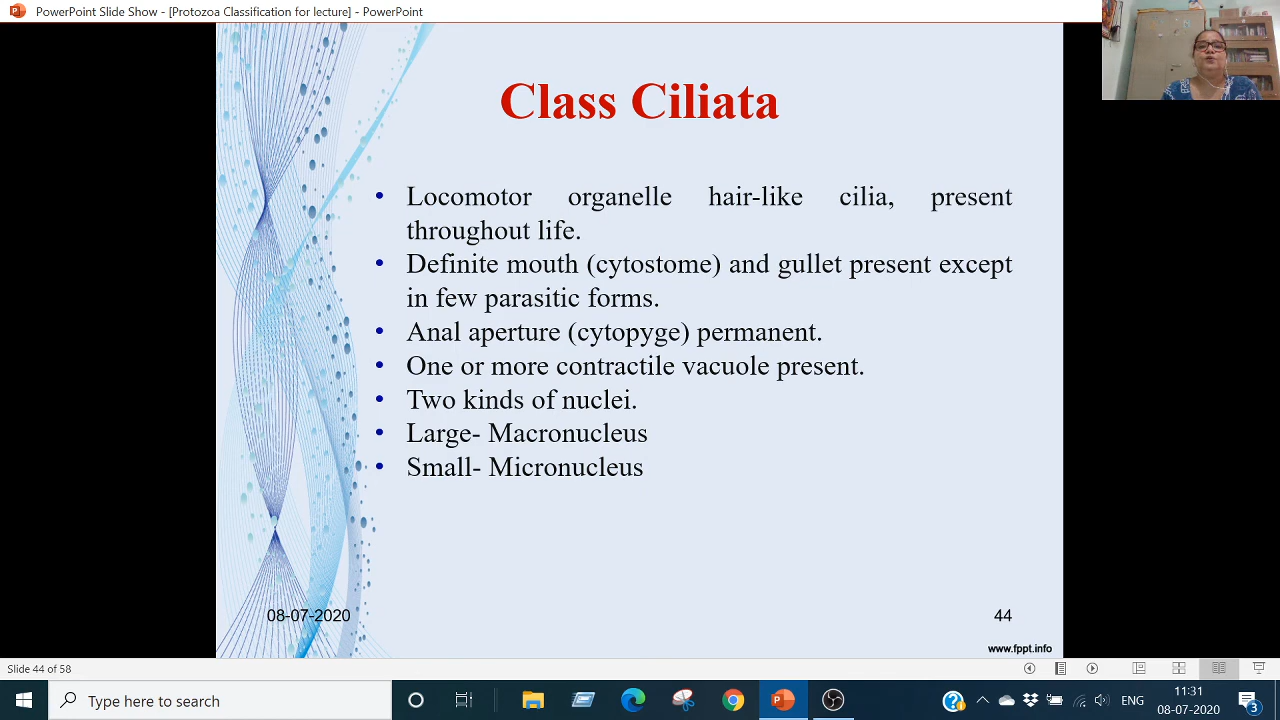 PowerPoint Slide Show - [Protozoa Classification for lecture] - PowerPoint
Class Ciliata
• Locomotor organelle hair-like cilia, present
throughout life.
• Definite mouth (cytostome) and gullet present except
in few parasitic forms.
• Anal aperture (cytopyge) permanent.
• One or more contractile vacuole present.
• Two kinds of nuclei.
• Large- Macronucleus
• Small- Micronucleus
08-07-2020
44
www.fppt.info
Slide 44 of 58
Type here to search
ENG
11:31
08-07-2020
3